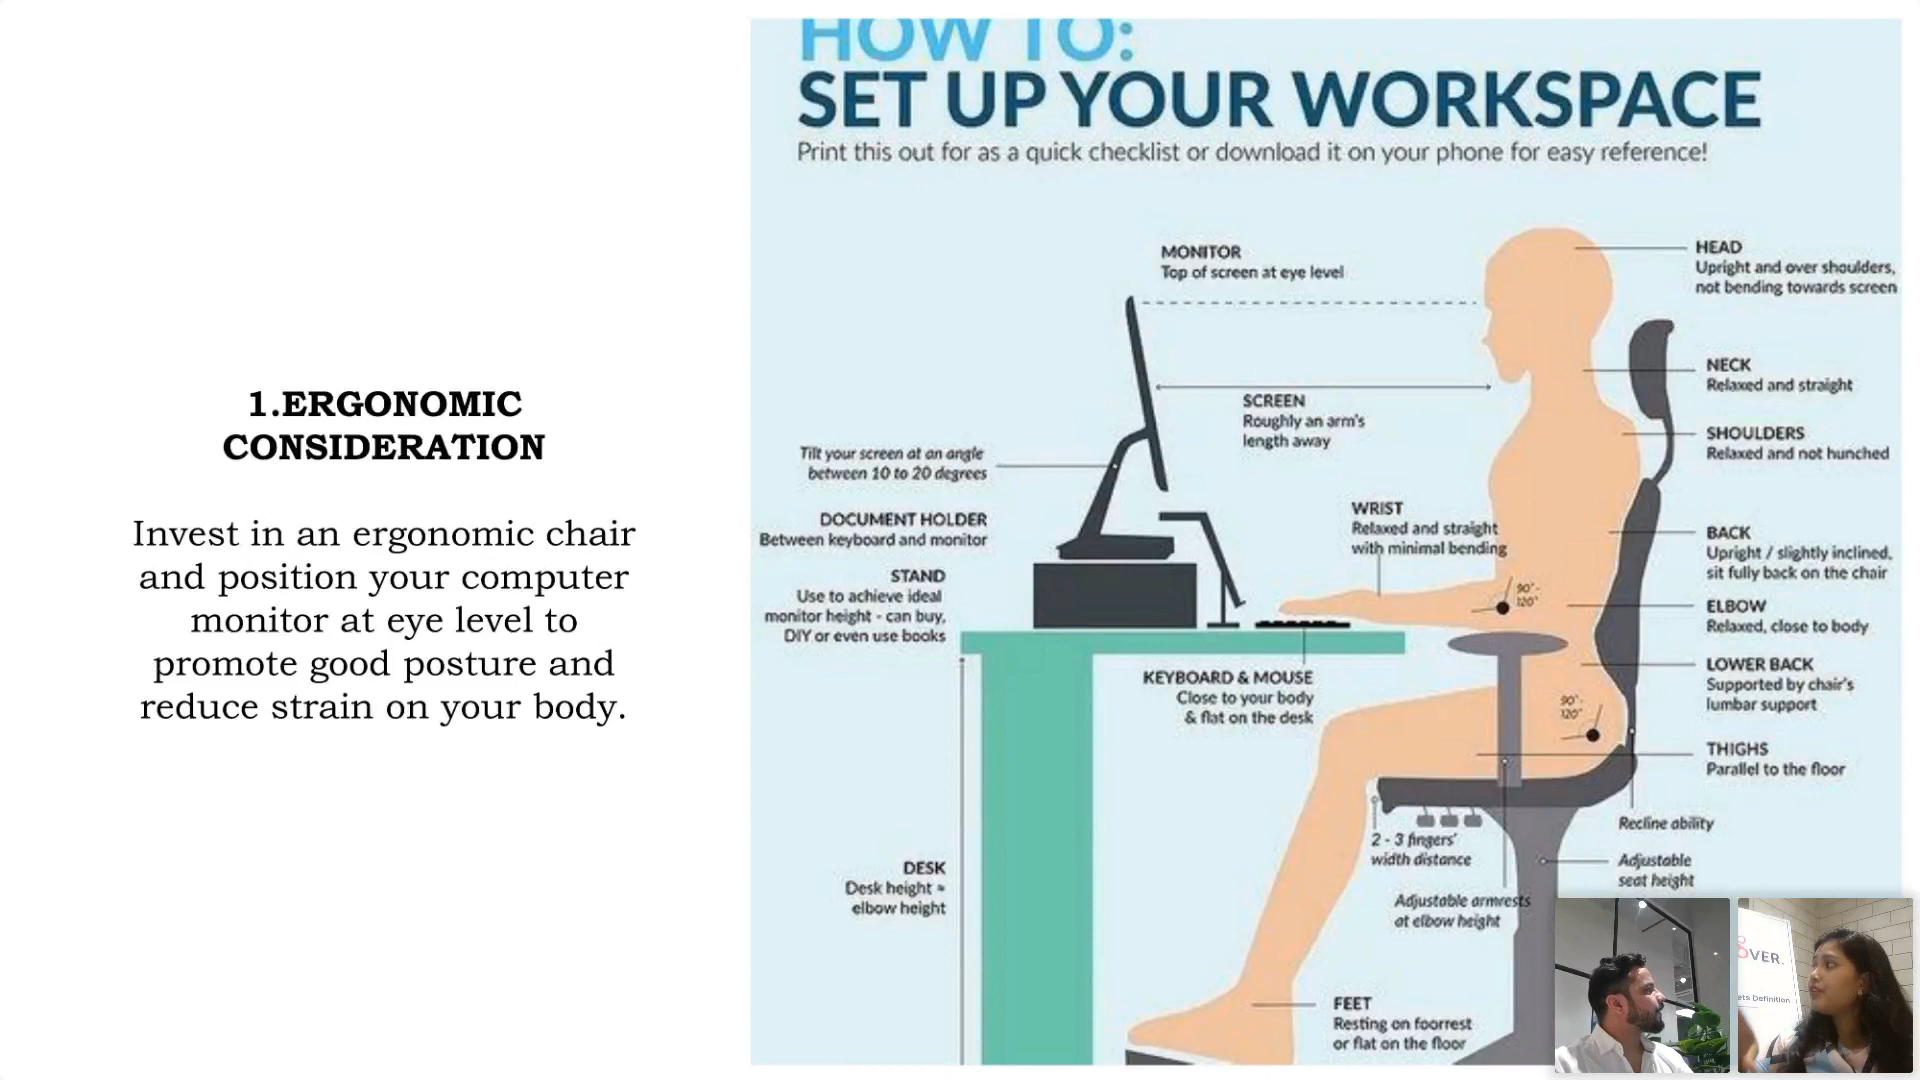 1.ERGONOMIC
CONSIDERATION
Invest in an ergonomic chair
and position your computer
monitor at eye level to
promote good posture and
reduce strain on your body.
HOW TO:
SET UP YOUR WORKSPACE
Print this out for as a quick checklist or download it on your phone for easy reference!
MONITOR
Top of screen at eye level
HEAD
Upright and over shoulders,
not bending towards screen
NECK
Relaxed and straight
SCREEN
Roughly an arm's
length away
SHOULDERS
Relaxed and not hunched
Tilt your screen at an angle
between 10 to 20 degrees
DOCUMENT HOLDER
Between keyboard and monitor
WRIST
Relaxed and straight
with minimal bending
BACK
Upright / slightly inclined,
sit fully back on the chair
STAND
Use to achieve ideal
monitor height - can buy,
DIY or even use books
90°-
120°
ELBOW
Relaxed, close to body
KEYBOARD & MOUSE
Close to your body
& flat on the desk
LOWER BACK
Supported by chair's
lumbar support
90°-
120°
THIGHS
Parallel to the floor
Recline ability
2 - 3 fingers'
width distance
Adjustable
seat height
DESK
Desk height =
elbow height
Adjustable armrests
at elbow height
FEET
Resting on foorrest
or flat on the floor
VER.
ets Definition